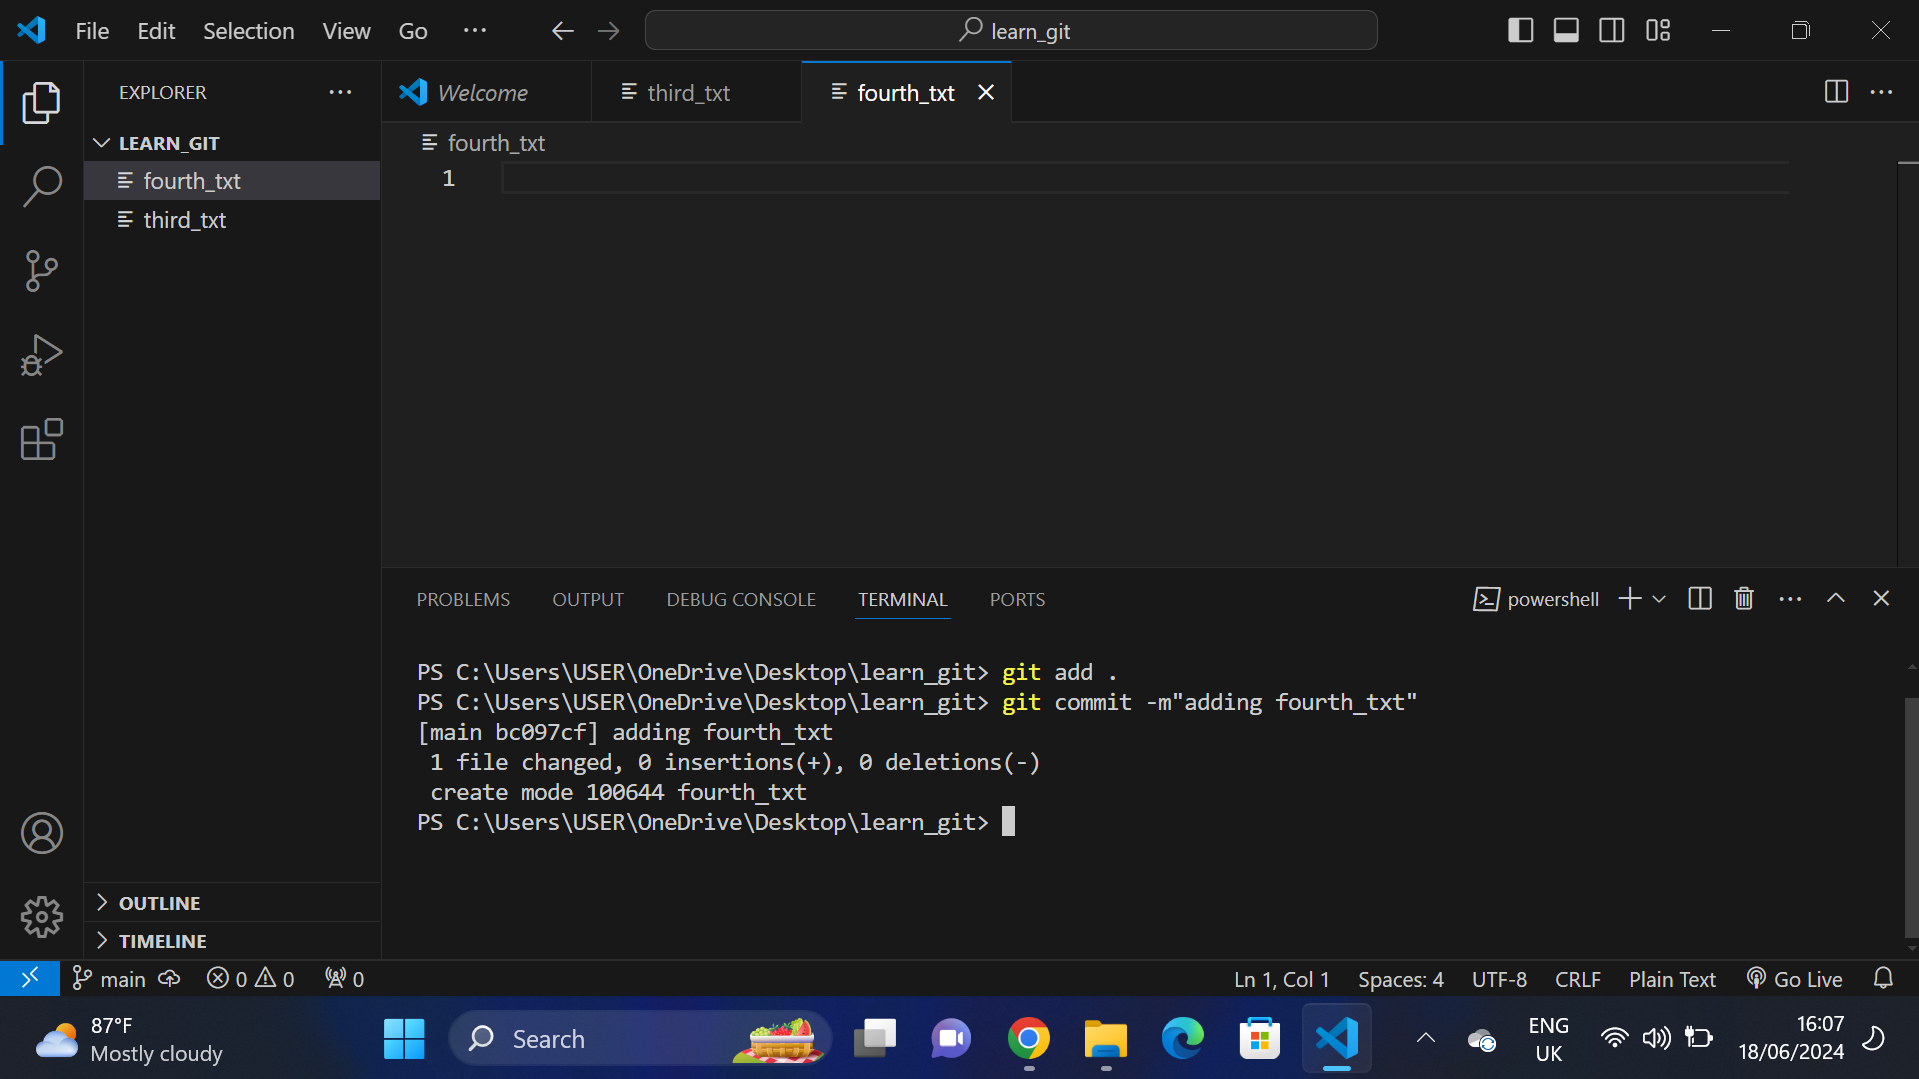 File Edit Selection View Go ··· learn_git
EXPLORER ···
Welcome third_txt fourth_txt
LEARN_GIT
fourth_txt
fourth_txt
third_txt
1
PROBLEMS OUTPUT DEBUG CONSOLE TERMINAL PORTS powershell
PS C:\Users\USER\OneDrive\Desktop\learn_git> git add .
PS C:\Users\USER\OneDrive\Desktop\learn_git> git commit -m"adding fourth_txt"
[main bc097cf] adding fourth_txt
 1 file changed, 0 insertions(+), 0 deletions(-)
 create mode 100644 fourth_txt
PS C:\Users\USER\OneDrive\Desktop\learn_git>
OUTLINE
TIMELINE
main 0 0 0 Ln 1, Col 1 Spaces: 4 UTF-8 CRLF Plain Text Go Live
87°F
Mostly cloudy
Search
ENG
UK
16:07
18/06/2024